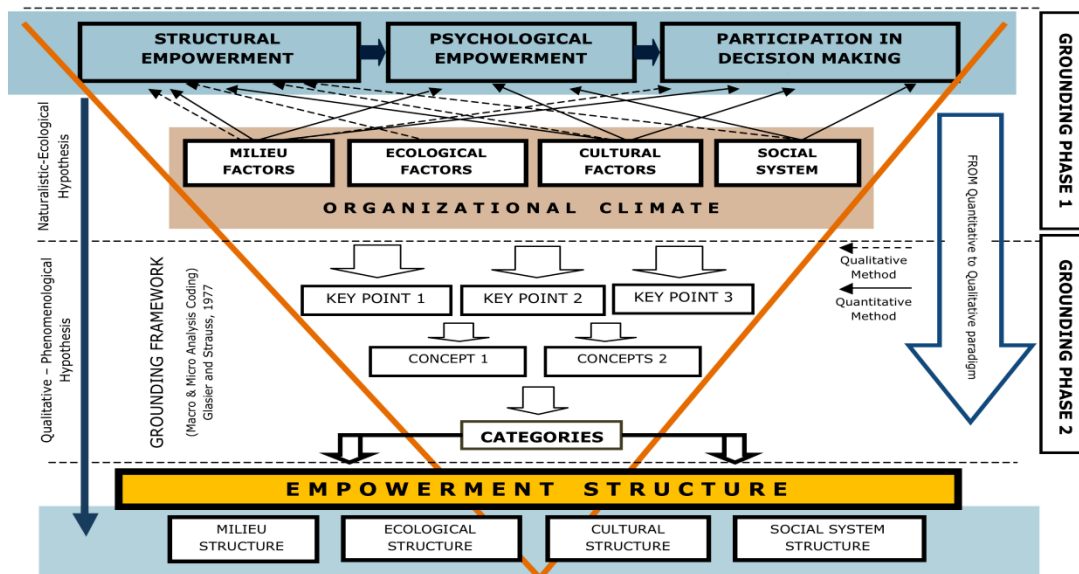 STRUCTURAL
EMPOWERMENT
PSYCHOLOGICAL
EMPOWERMENT
PARTICIPATION IN
DECISION MAKING
GROUNDING PHASE 1
Naturalistic-Ecological
Hypothesis
MILIEU
FACTORS
ECOLOGICAL
FACTORS
CULTURAL
FACTORS
SOCIAL
SYSTEM
ORGANIZATIONAL CLIMATE
FROM Quantitative to Qualitative paradigm
Qualitative – Phenomological
Hypothesis
GROUNDING FRAMEWORK
(Macro & Micro Analysis Coding)
Glasier and Strauss, 1977
KEY POINT 1
KEY POINT 2
KEY POINT 3
Qualitative
Method
Quantitative
Method
GROUNDING PHASE 2
CONCEPT 1
CONCEPTS 2
CATEGORIES
EMPOWERMENT STRUCTURE
MILIEU
STRUCTURE
ECOLOGICAL
STRUCTURE
CULTURAL
STRUCTURE
SOCIAL SYSTEM
STRUCTURE